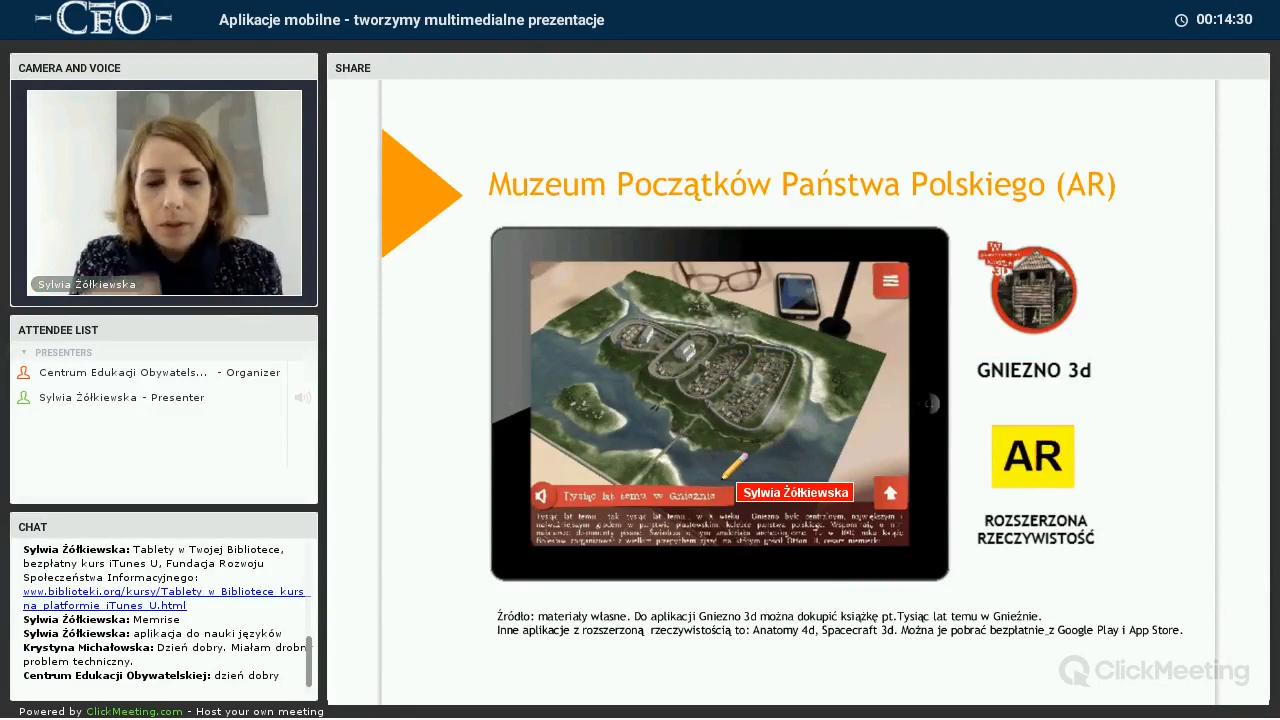 CEO
Aplikacje mobilne - tworzymy multimedialne prezentacje
00:14:30
CAMERA AND VOICE
Sylwia Żółkiewska
ATTENDEE LIST
PRESENTERS
Centrum Edukacji Obywatels... - Organizer
Sylwia Żółkiewska - Presenter
CHAT
Sylwia Żółkiewska: Tablety w Twojej Bibliotece,
bezpłatny kurs iTunes U, Fundacja Rozwoju
Społeczeństwa Informacyjnego:
www.biblioteki.org/kursy/Tablety_w_Bibliotece_kurs_
na_platformie_iTunes_U.html
Sylwia Żółkiewska: Memrise
Sylwia Żółkiewska: aplikacja do nauki języków
Krystyna Michałowska: Dzień dobry. Miałam drobn
problem techniczny.
Centrum Edukacji Obywatelskiej: dzień dobry
Powered by ClickMeeting.com - Host your own meeting
SHARE
Muzeum Początków Państwa Polskiego (AR)
Tysiąc lat temu w Gnieźnie
Sylwia Żółkiewska
3D
GNIEZNO 3d
AR
ROZSZERZONA
RZECZYWISTOŚĆ
Źródło: materiały własne. Do aplikacji Gniezno 3d można dokupić książkę pt.Tysiąc lat temu w Gnieźnie.
Inne aplikacje z rozszerzoną rzeczywistością to: Anatomy 4d, Spacecraft 3d. Można je pobrać bezpłatnie z Google Play i App Store.
ClickMeeting